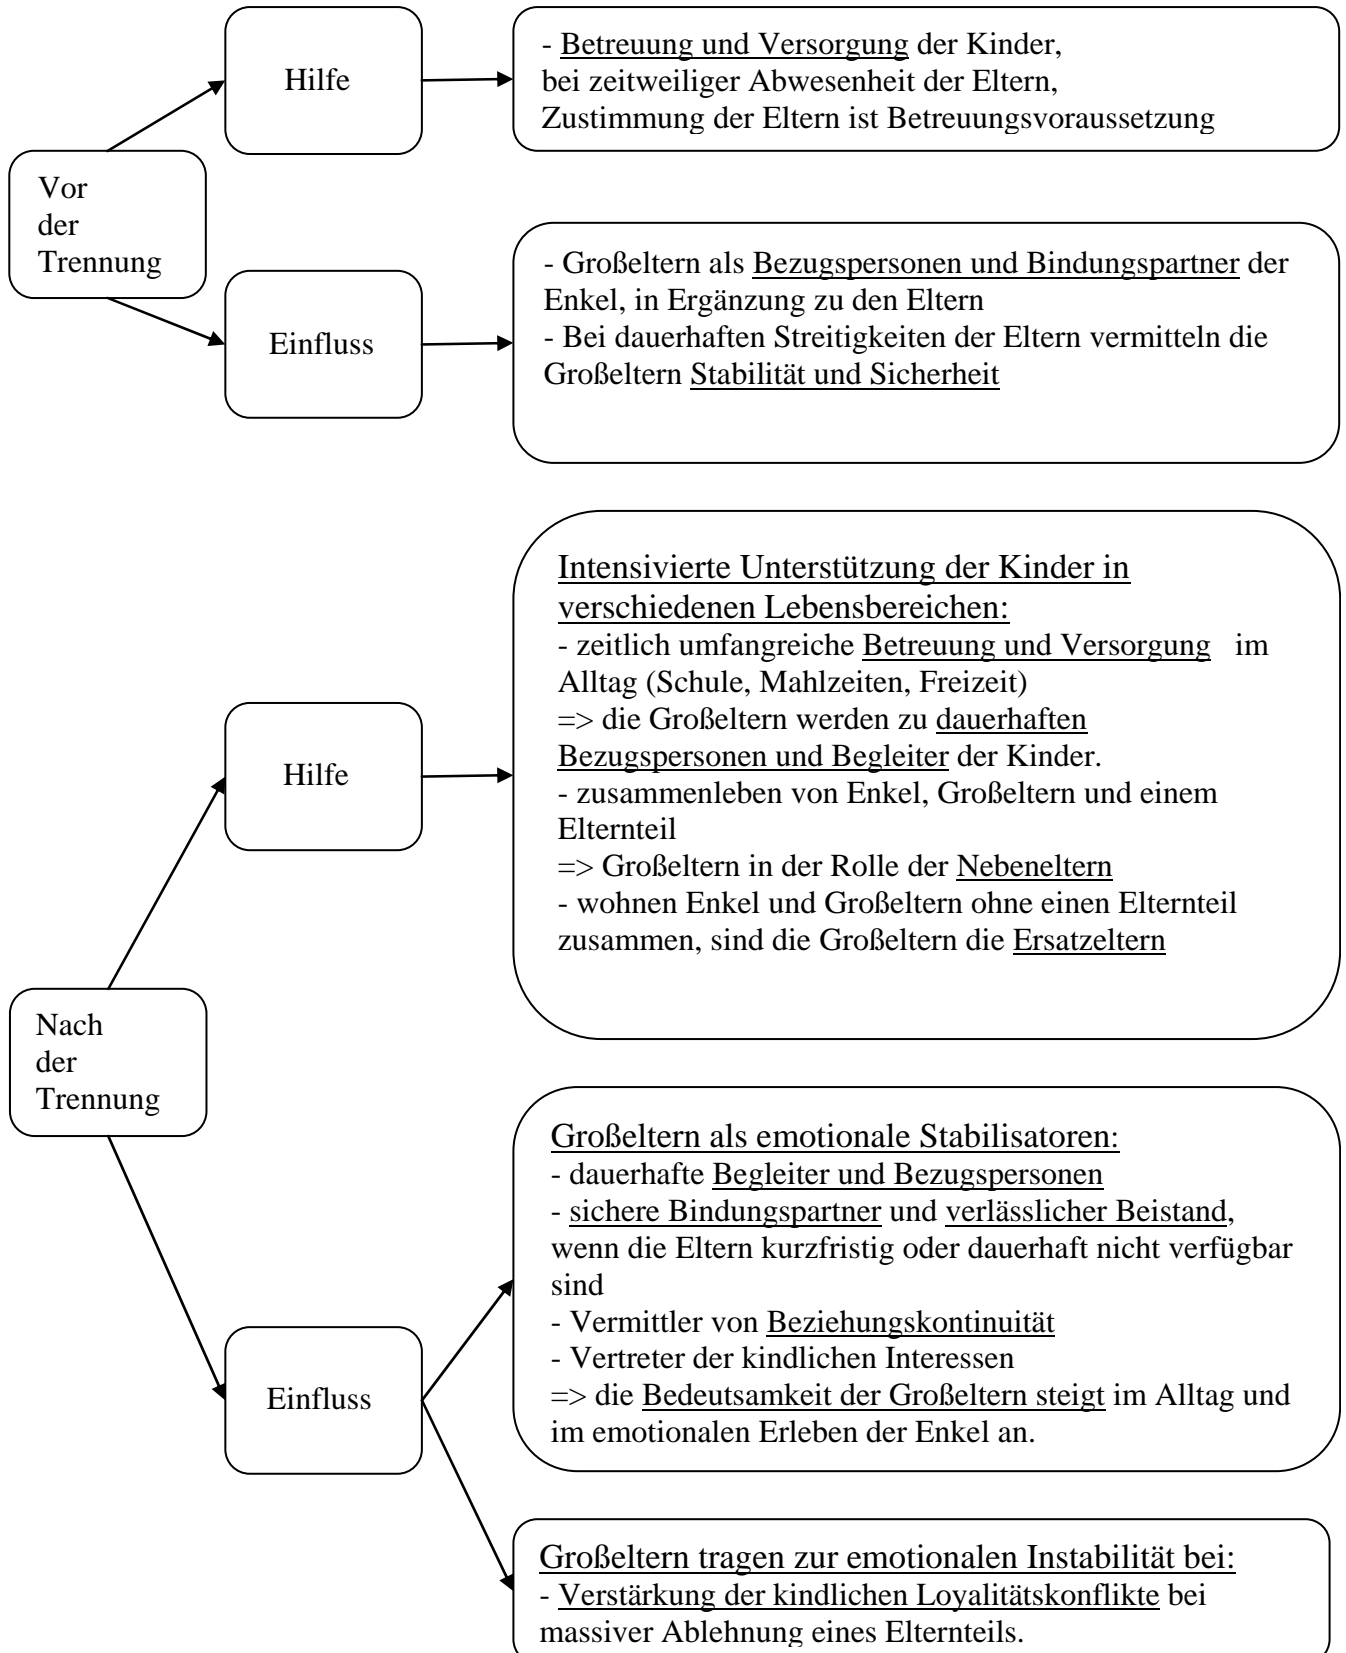 Hilfe
- Betreuung und Versorgung der Kinder,
bei zeitweiliger Abwesenheit der Eltern,
Zustimmung der Eltern ist Betreuungsvoraussetzung
Vor
der
Trennung
Einfluss
- Großeltern als Bezugspersonen und Bindungspartner der
Enkel, in Ergänzung zu den Eltern
- Bei dauerhaften Streitigkeiten der Eltern vermitteln die
Großeltern Stabilität und Sicherheit
Hilfe
Intensivierte Unterstützung der Kinder in
verschiedenen Lebensbereichen:
- zeitlich umfangreiche Betreuung und Versorgung im
Alltag (Schule, Mahlzeiten, Freizeit)
=> die Großeltern werden zu dauerhaften
Bezugspersonen und Begleiter der Kinder.
- zusammenleben von Enkel, Großeltern und einem
Elternteil
=> Großeltern in der Rolle der Nebeneltern
- wohnen Enkel und Großeltern ohne einen Elternteil
zusammen, sind die Großeltern die Ersatzeltern
Nach
der
Trennung
Einfluss
Großeltern als emotionale Stabilisatoren:
- dauerhafte Begleiter und Bezugspersonen
- sichere Bindungspartner und verlässlicher Beistand,
wenn die Eltern kurzfristig oder dauerhaft nicht verfügbar
sind
- Vermittler von Beziehungskontinuität
- Vertreter der kindlichen Interessen
=> die Bedeutsamkeit der Großeltern steigt im Alltag und
im emotionalen Erleben der Enkel an.
Großeltern tragen zur emotionalen Instabilität bei:
- Verstärkung der kindlichen Loyalitätskonflikte bei
massiver Ablehnung eines Elternteils.